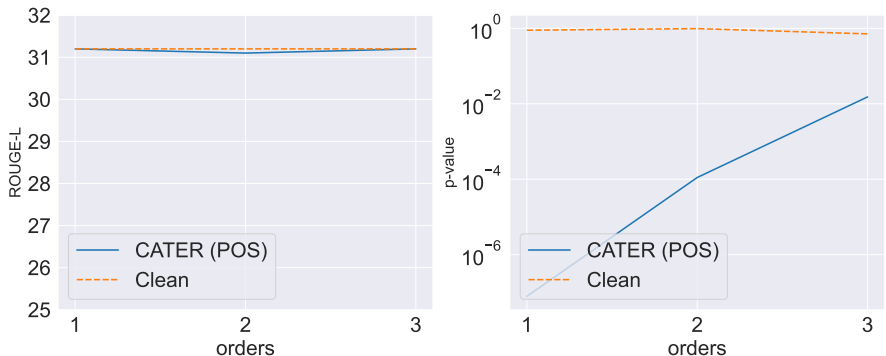 32
31
30
29
28
27
26
25
ROUGE-L
CATER (POS)
Clean
1
2
3
orders
10^0
10^−2
10^−4
10^−6
p-value
CATER (POS)
Clean
1
2
3
orders